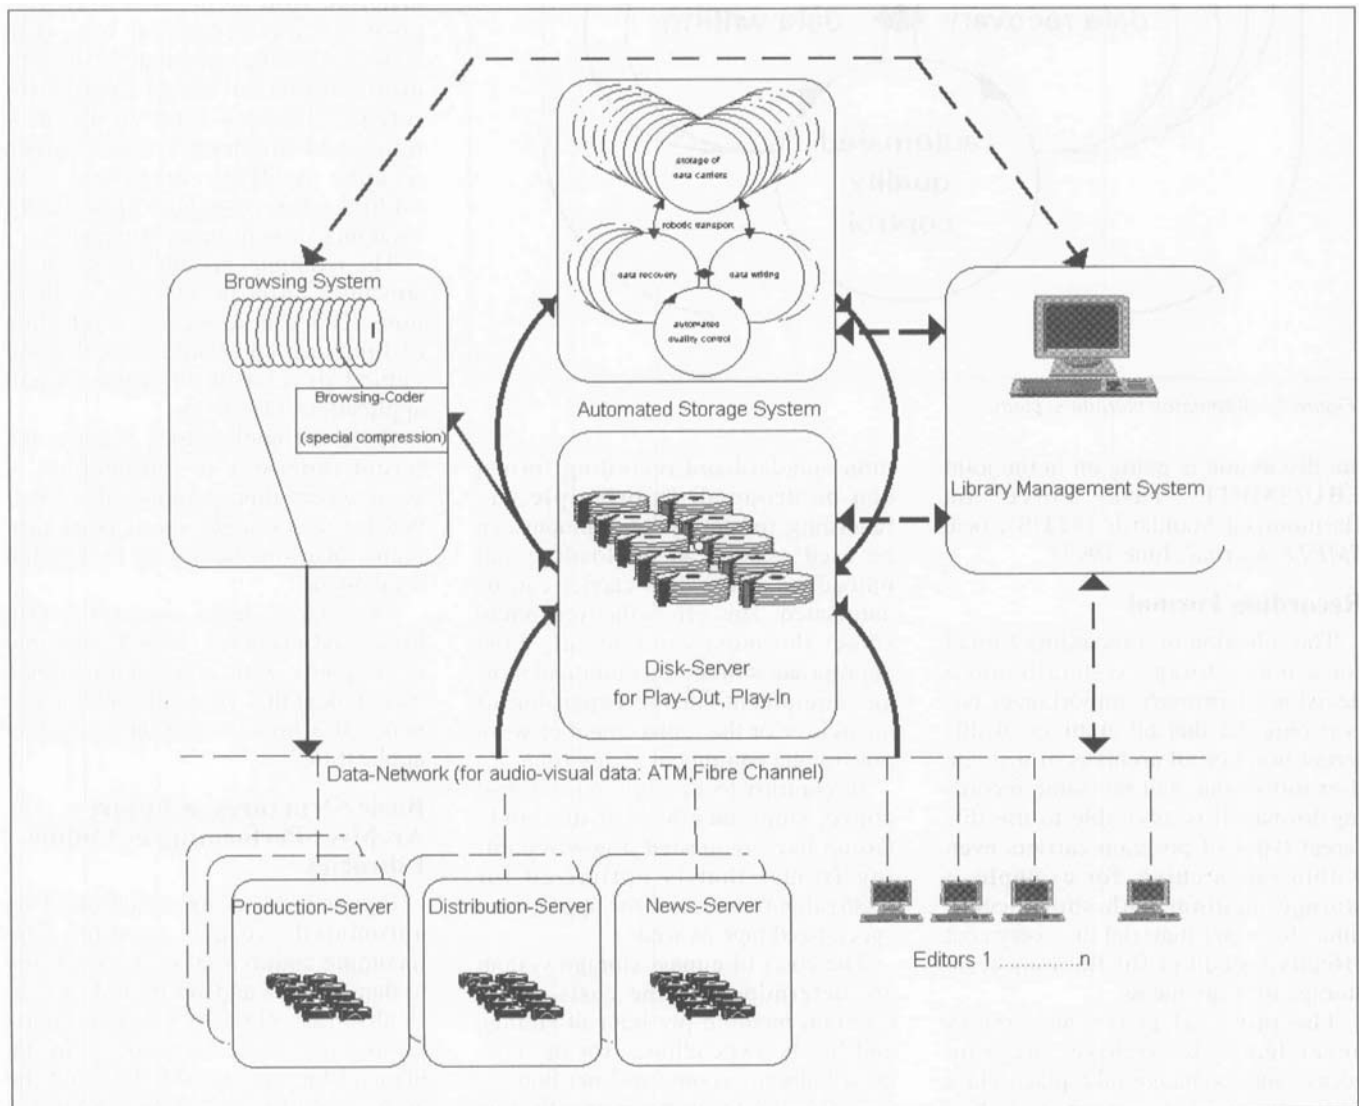 storage of
data carriers
robotic transport
data recovery
data writing
automated
quality control
Automated Storage System
Browsing System
Browsing-Coder
(special compression)
Library Management System
Disk-Server
for Play-Out, Play-In
Data-Network (for audio-visual data: ATM,Fibre Channel)
Production-Server
Distribution-Server
News-Server
Editors 1.............n